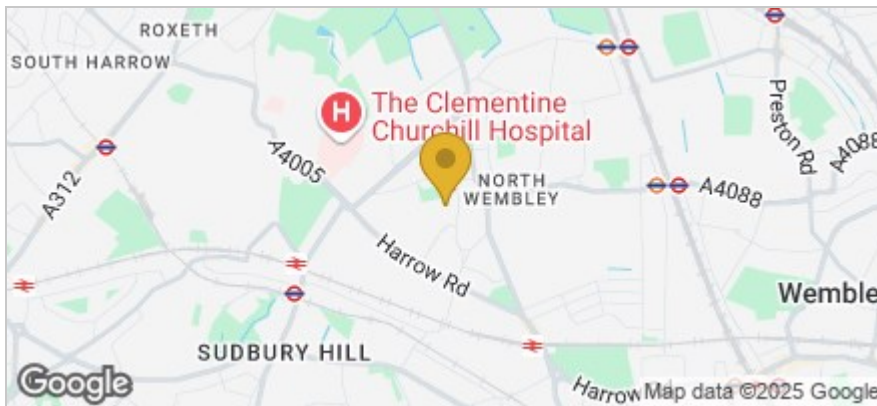 ROXETH
SOUTH HARROW
H
The Clementine
Churchill Hospital
A4005
A312
NORTH
WEMBLEY
A4088
Preston Rd
A4088
Harrow Rd
Wemble
SUDBURY HILL
Harrow
Google
Map data ©2025 Google